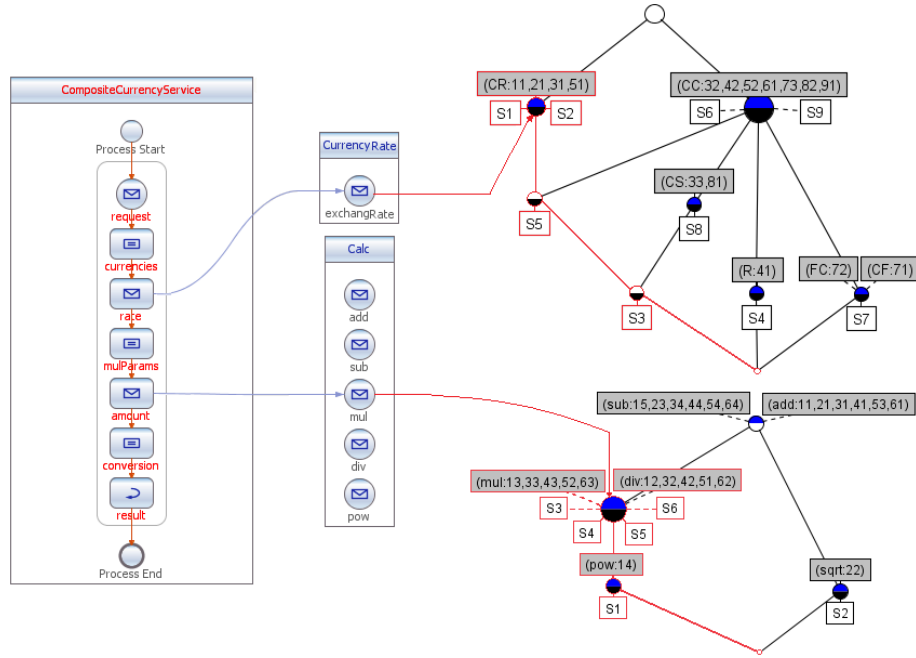 CompositeCurrencyService
Process Start
request
currencies
rate
mulParams
amount
conversion
result
Process End
CurrencyRate
exchangRate
Calc
add
sub
mul
div
pow
(CR:11,21,31,51)
S1
S2
(CC:32,42,52,61,73,82,91)
S6
S9
(CS:33,81)
S8
S5
(R:41)
(FC:72)
(CF:71)
S3
S4
S7
(sub:15,23,34,44,54,64)
(add:11,21,31,41,53,61)
(mul:13,33,43,52,63)
(div:12,32,42,51,62)
S3
S6
S4
S5
(pow:14)
S1
(sqrt:22)
S2